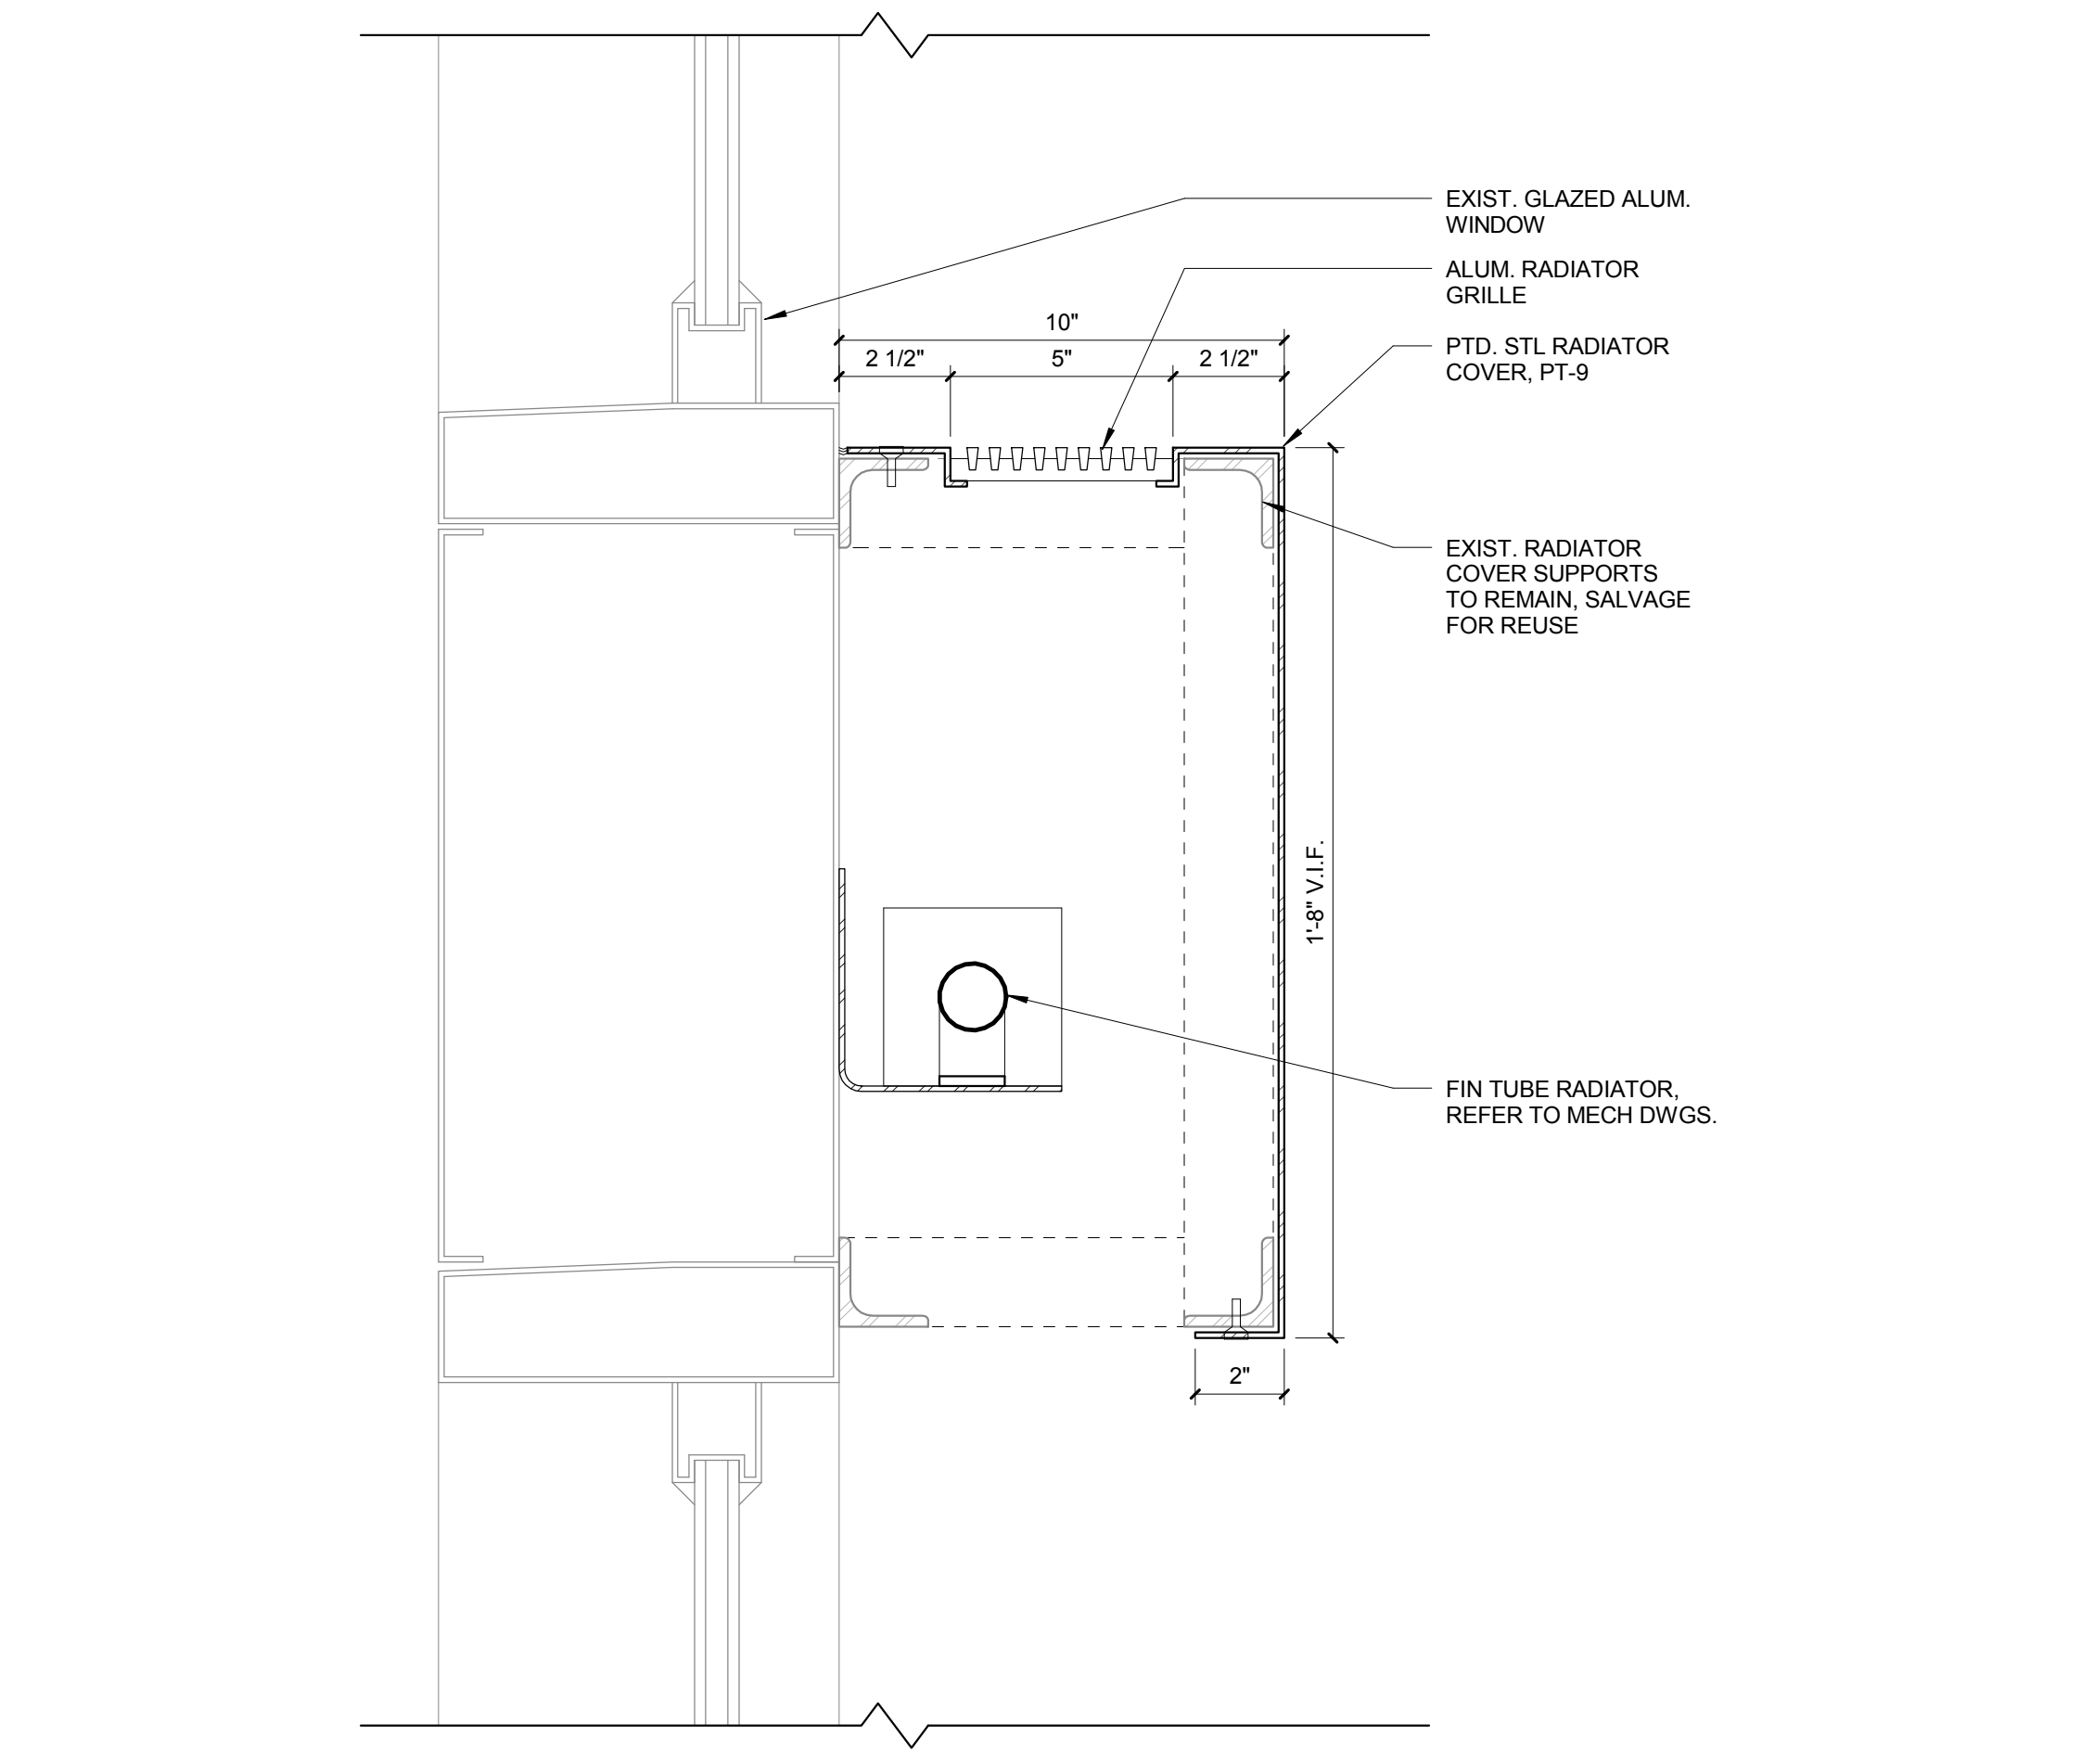 EXIST. GLAZED ALUM.
WINDOW
ALUM. RADIATOR
GRILLE
10"
2 1/2"
5"
2 1/2"
PTD. STL RADIATOR
COVER, PT-9
EXIST. RADIATOR
COVER SUPPORTS
TO REMAIN, SALVAGE
FOR REUSE
1'-8" V.I.F.
FIN TUBE RADIATOR,
REFER TO MECH DWGS.
2"